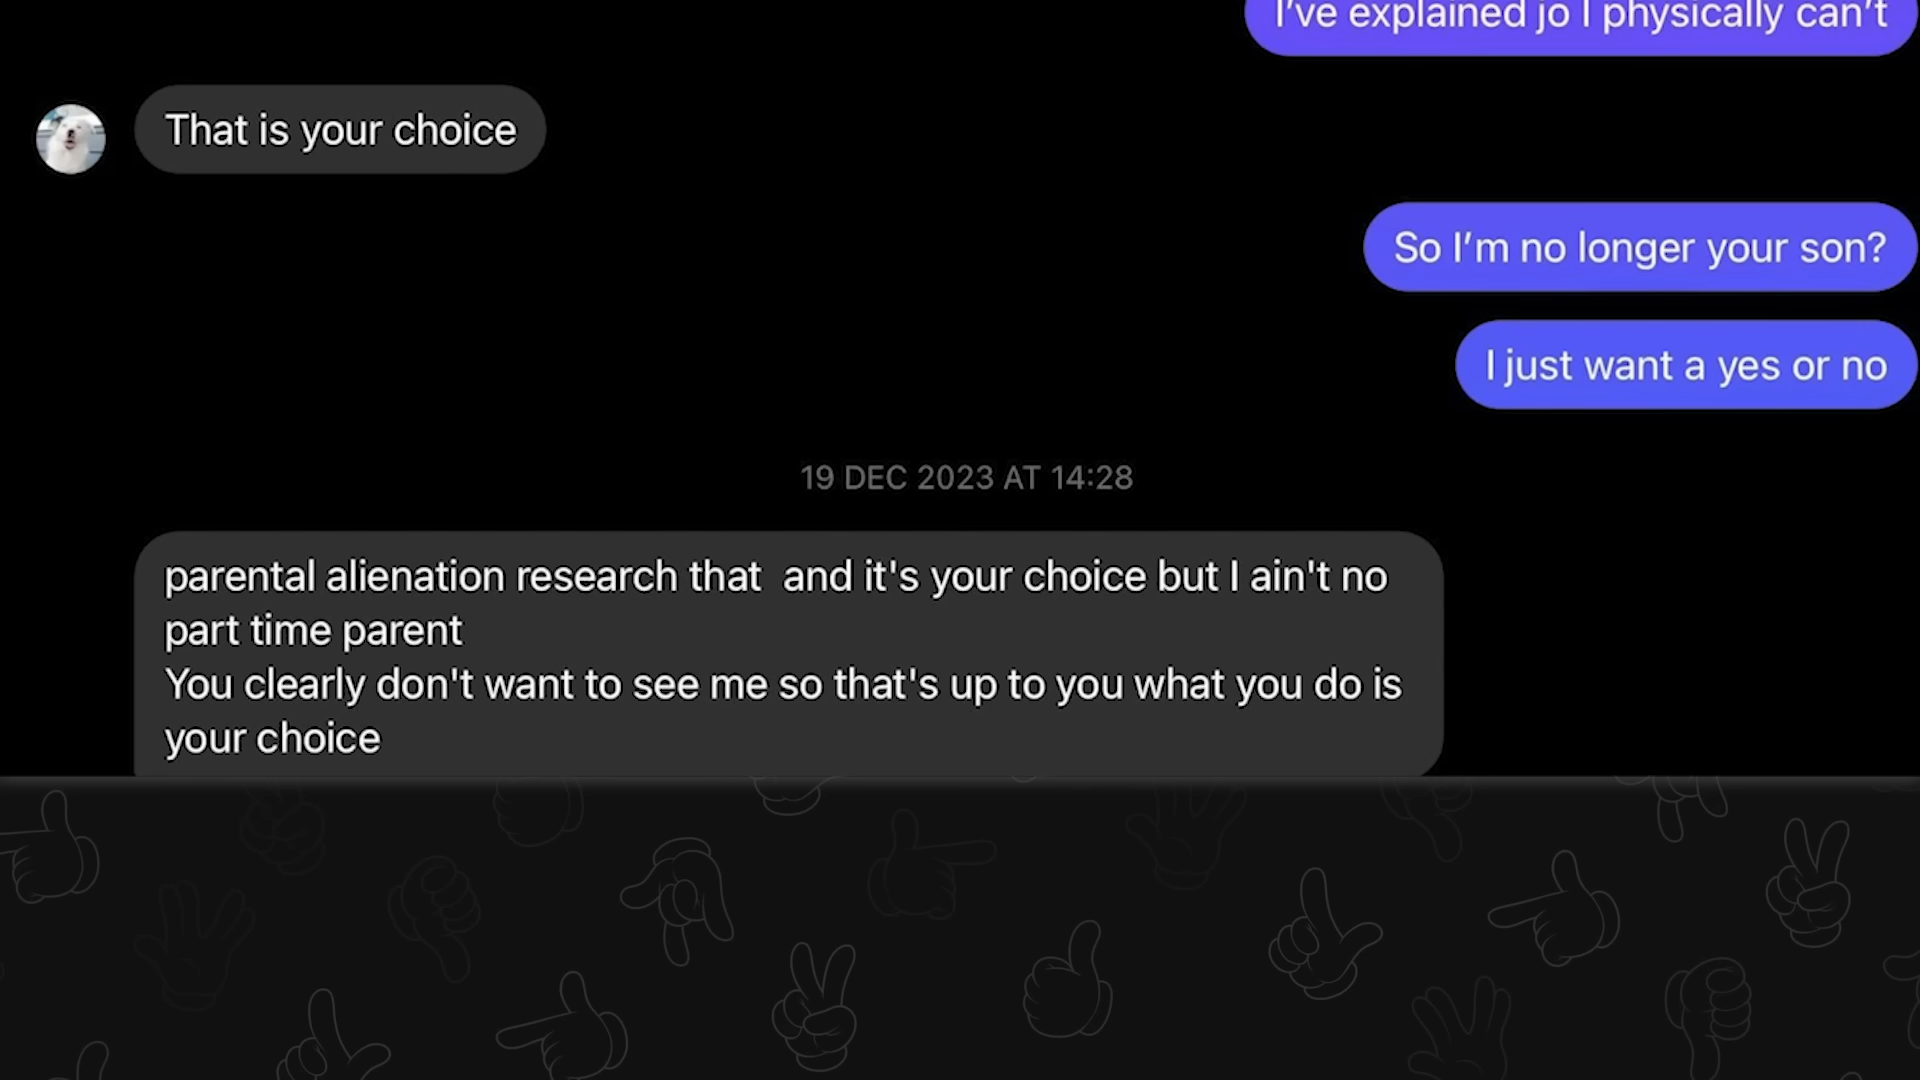 I've explained jo I physically can't
That is your choice
So I'm no longer your son?
I just want a yes or no
19 DEC 2023 AT 14:28
parental alienation research that  and it's your choice but I ain't no
part time parent
You clearly don't want to see me so that's up to you what you do is
your choice